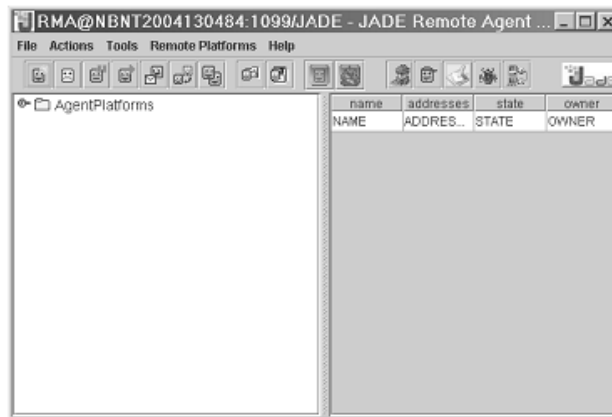 RMA@NBNT2004130484:1099/JADE - JADE Remote Agent ...
File Actions Tools Remote Platforms Help
Jade
AgentPlatforms
name addresses state owner
NAME ADDRES... STATE OWNER